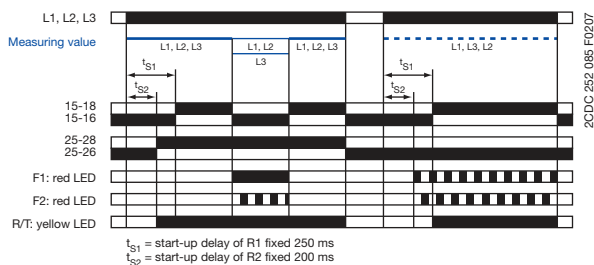 L1, L2, L3
Measuring value
L1, L2, L3
L1, L2
L3
L1, L2, L3
L1, L3, L2
tS1
tS2
tS1
tS2
15-18
15-16
25-28
25-26
F1: red LED
F2: red LED
R/T: yellow LED
tS1 = start-up delay of R1 fixed 250 ms
tS2 = start-up delay of R2 fixed 200 ms
2CDC 252 085 F0207